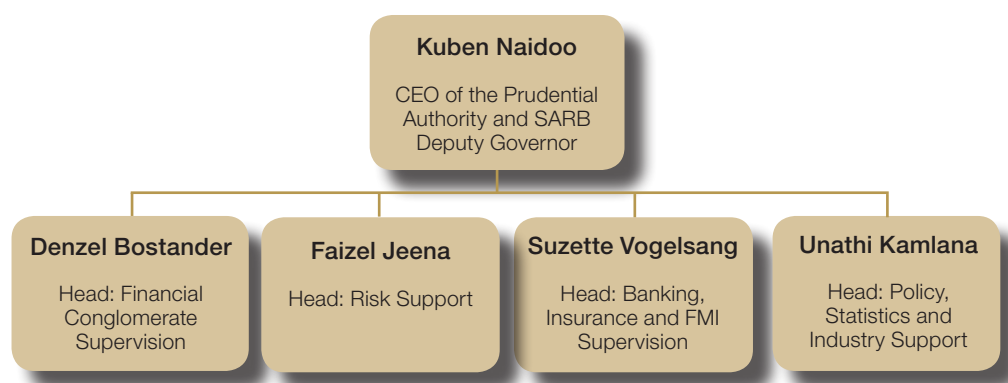 Kuben Naidoo
CEO of the Prudential
Authority and SARB
Deputy Governor
Denzel Bostander
Head: Financial
Conglomerate
Supervision
Faizel Jeena
Head: Risk Support
Suzette Vogelsang
Head: Banking,
Insurance and FMI
Supervision
Unathi Kamlana
Head: Policy,
Statistics and
Industry Support